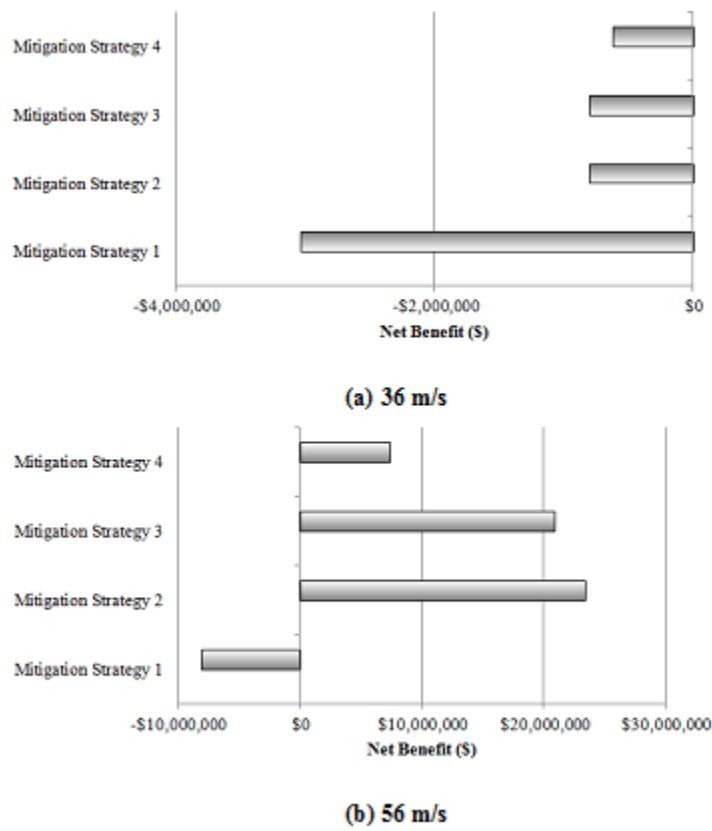 Mitigation Strategy 4
Mitigation Strategy 3
Mitigation Strategy 2
Mitigation Strategy 1
-$4,000,000 -$2,000,000 $0
Net Benefit ($)
(a) 36 m/s
Mitigation Strategy 4
Mitigation Strategy 3
Mitigation Strategy 2
Mitigation Strategy 1
-$10,000,000 $0 $10,000,000 $20,000,000 $30,000,000
Net Benefit ($)
(b) 56 m/s